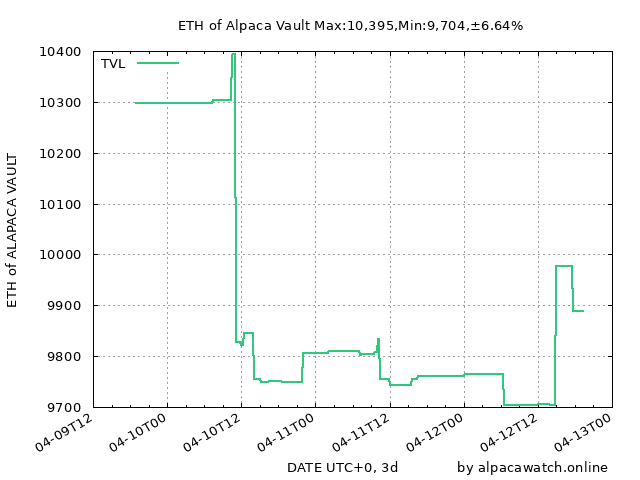 ETH of Alpaca Vault Max:10,395,Min:9,704,±6.64%
TVL
10400
10300
10200
10100
10000
9900
9800
9700
ETH of ALAPACA VAULT
04-09T12
04-10T00
04-10T12
04-11T00
04-11T12
04-12T00
04-12T12
04-13T00
DATE UTC+0, 3d
by alpacawatch.online